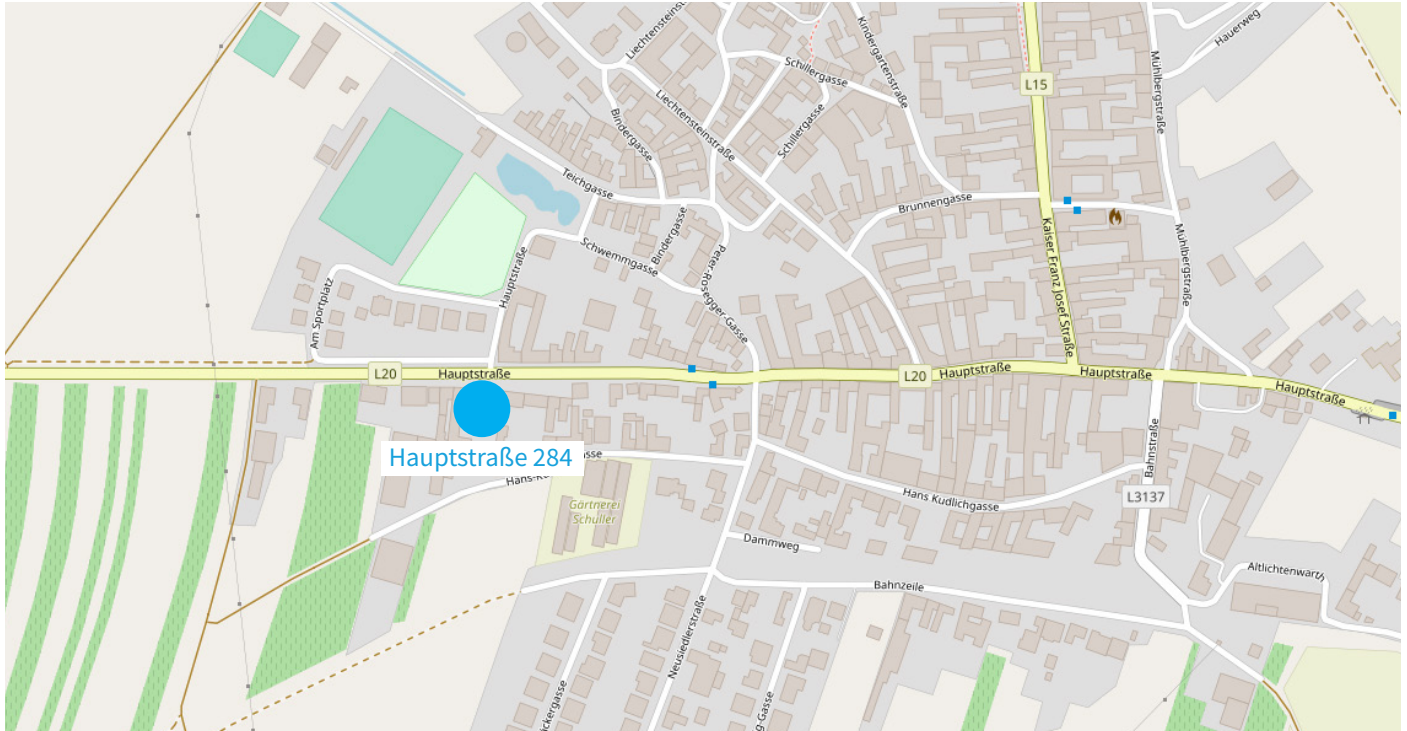 Liechtensteinstraße
Kindergartenstraße
Hauerweg
Mühlbergstraße
Schillergasse
L15
Liechtensteinstraße
Schillergasse
Bindergasse
Teichgasse
Brunnengasse
Bindergasse
Peter-Rosegger-Gasse
Schwemmgasse
Hauptstraße
Kaiser Franz Josef Straße
Mühlbergstraße
Am Sportplatz
L20
Hauptstraße
L20
Hauptstraße
Hauptstraße
Hauptstraße
Hauptstraße 284
Bahnstraße
Hans Kudlichgasse
L3137
Gärtnerei
Schuller
Dammweg
Altlichtenwarth
Bahnzeile
Neusiedlerstraße